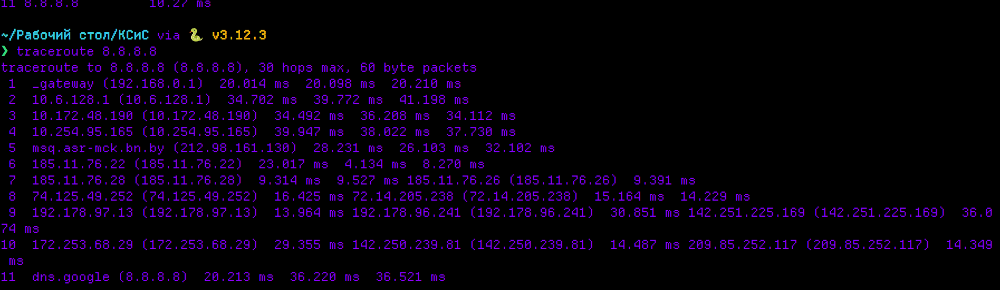 11 8.8.8.8         10.27 ms
~/Рабочий стол/КСиС via 🐍 v3.12.3
❯ traceroute 8.8.8.8
traceroute to 8.8.8.8 (8.8.8.8), 30 hops max, 60 byte packets
 1  _gateway (192.168.0.1)  20.014 ms  20.098 ms  20.210 ms
 2  10.6.128.1 (10.6.128.1)  34.702 ms  39.772 ms  41.198 ms
 3  10.172.48.190 (10.172.48.190)  34.492 ms  36.208 ms  34.112 ms
 4  10.254.95.165 (10.254.95.165)  39.947 ms  38.022 ms  37.730 ms
 5  msq.asr-mck.bn.by (212.98.161.130)  28.231 ms  26.103 ms  32.102 ms
 6  185.11.76.22 (185.11.76.22)  23.017 ms  4.134 ms  8.270 ms
 7  185.11.76.28 (185.11.76.28)  9.314 ms  9.527 ms 185.11.76.26 (185.11.76.26)  9.391 ms
 8  74.125.49.252 (74.125.49.252)  16.425 ms 72.14.205.238 (72.14.205.238)  15.164 ms  14.229 ms
 9  192.178.97.13 (192.178.97.13)  13.964 ms 192.178.96.241 (192.178.96.241)  30.851 ms 142.251.225.169 (142.251.225.169)  36.0
74 ms
10  172.253.68.29 (172.253.68.29)  29.355 ms 142.250.239.81 (142.250.239.81)  14.487 ms 209.85.252.117 (209.85.252.117)  14.349
 ms
11  dns.google (8.8.8.8)  20.213 ms  36.220 ms  36.521 ms